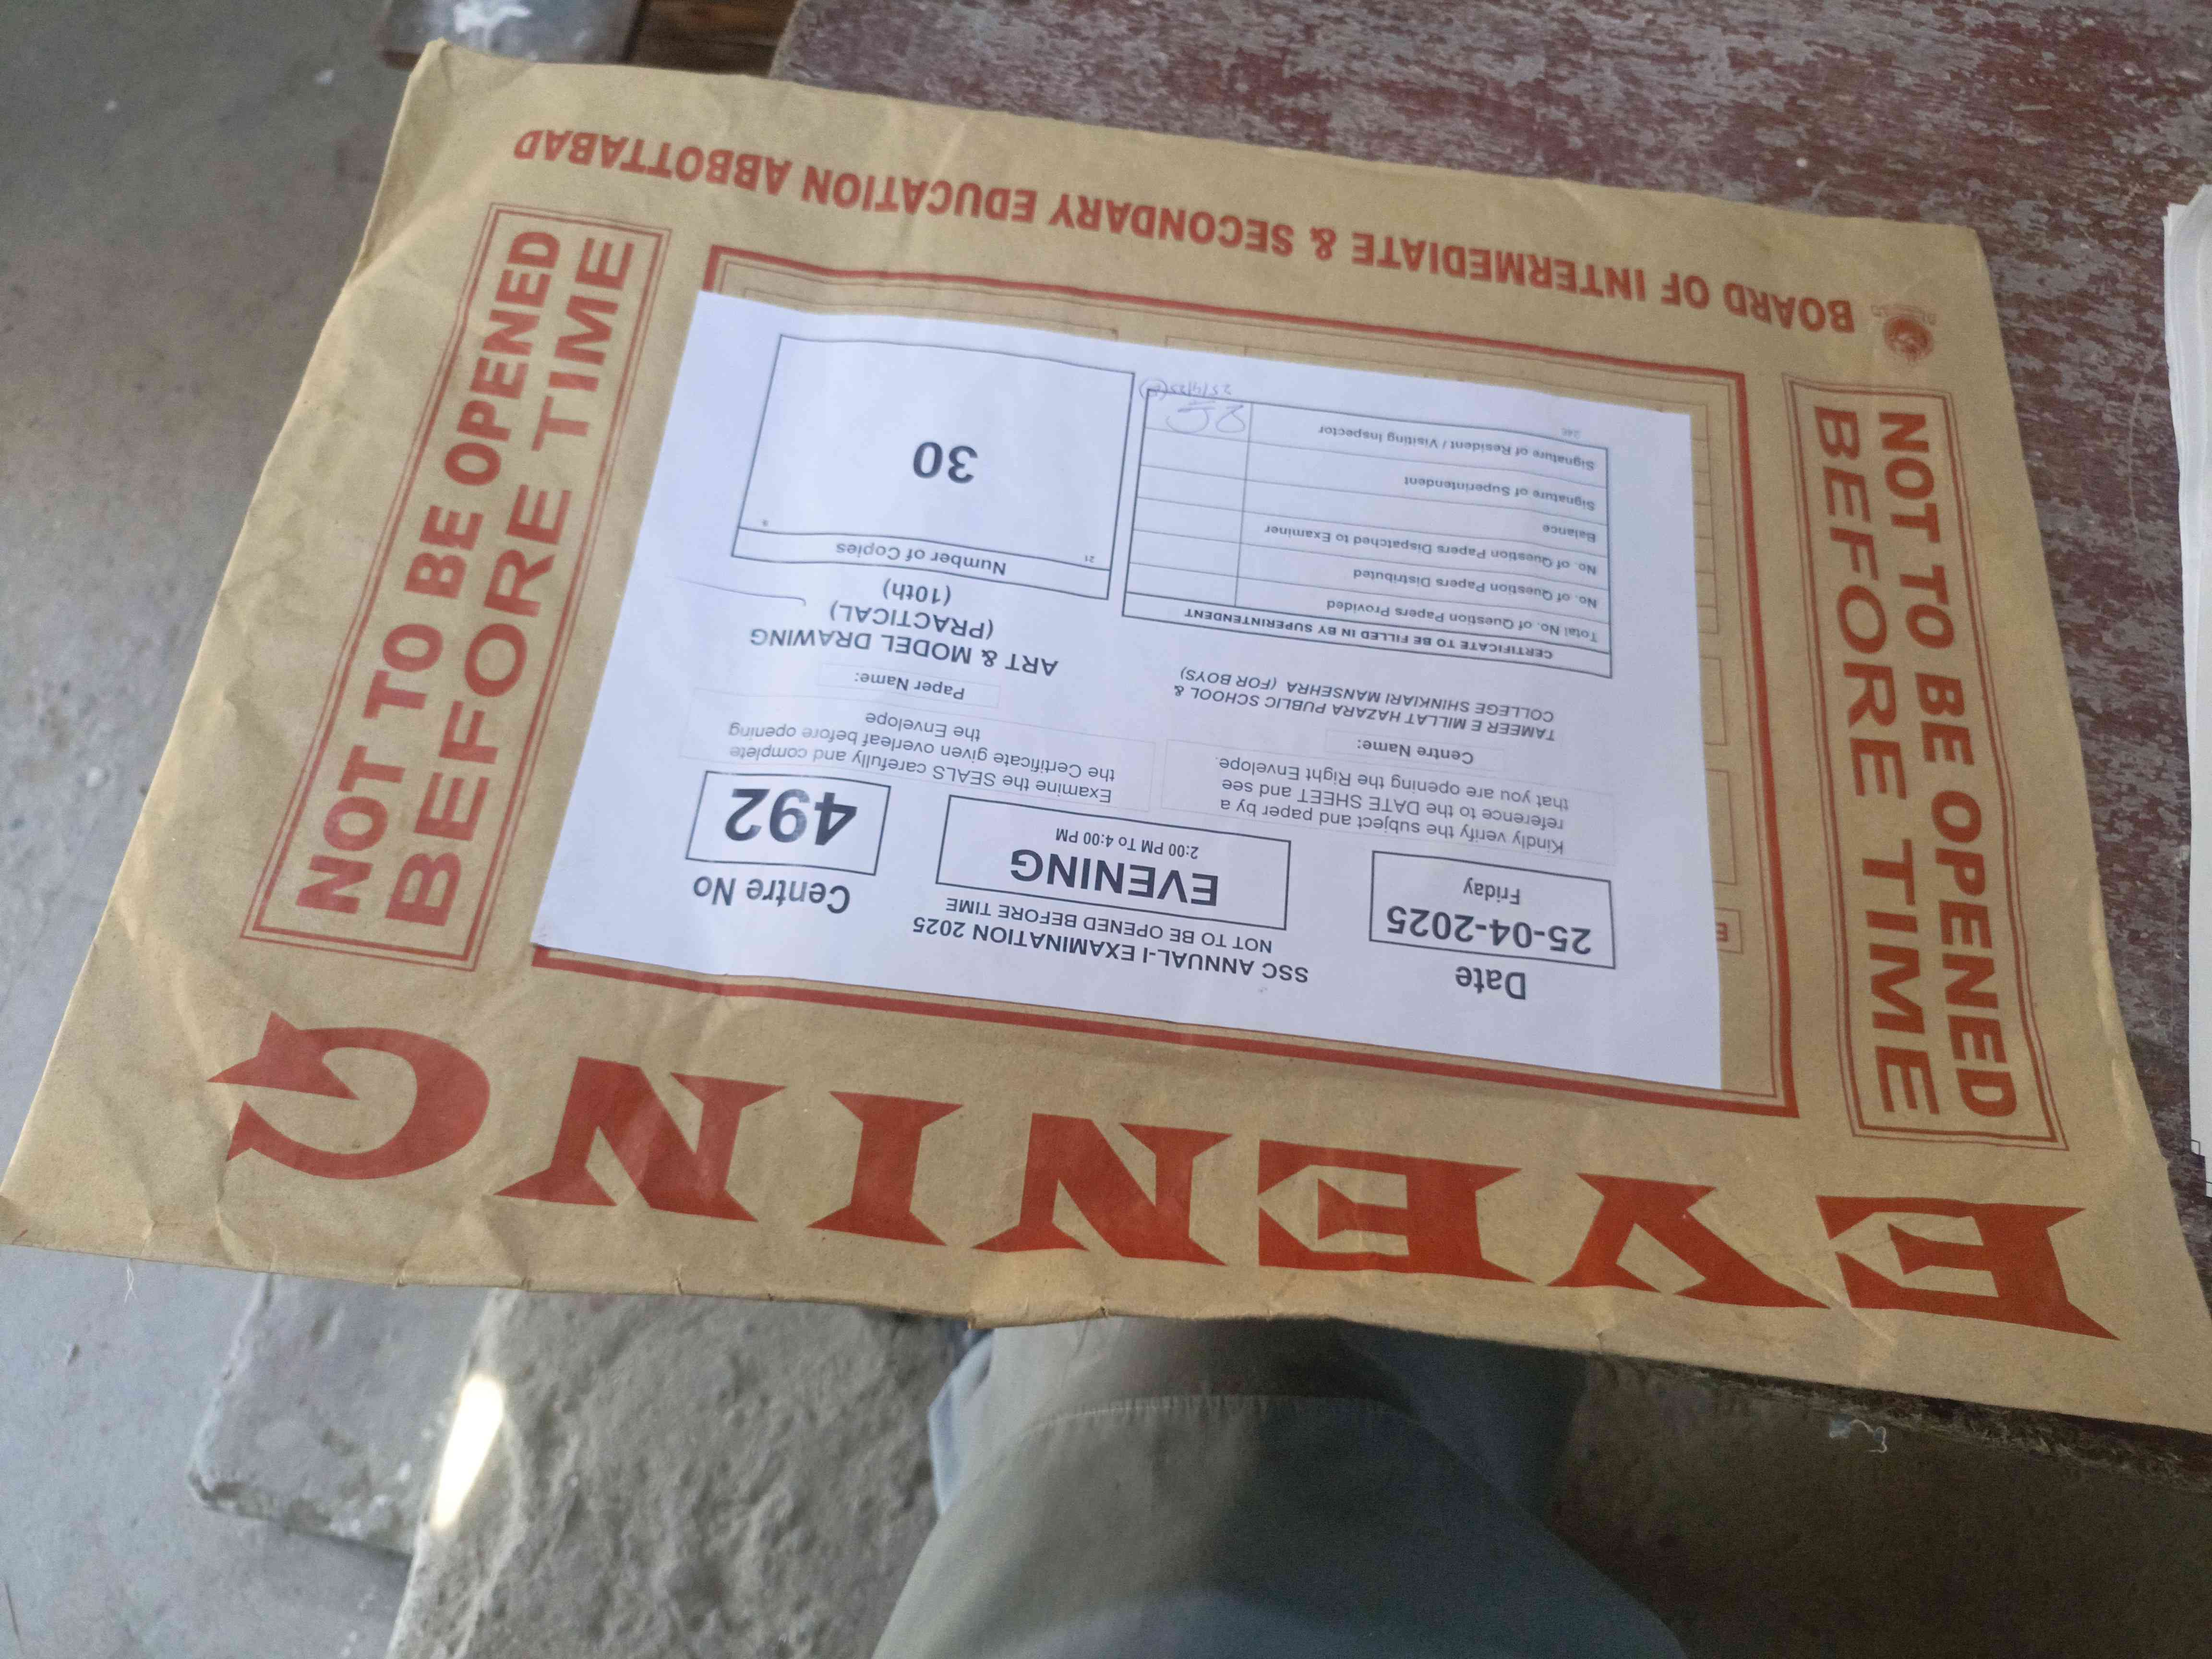 EVENING
NOT TO BE OPENED
BEFORE TIME
Date
25-04-2025
Friday
SSC ANNUAL-I EXAMINATION 2025
NOT TO BE OPENED BEFORE TIME
EVENING
2:00 PM To 4:00 PM
Centre No
492
Kindly verify the subject and paper by a
reference to the DATE SHEET and see
that you are opening the Right Envelope.
Examine the SEALS carefully and complete
the Certificate given overleaf before opening
the Envelope
Centre Name:
TAMEER E MILLAT HAZARA PUBLIC SCHOOL &
COLLEGE SHINKIARI MANSEHRA (FOR BOYS)
Paper Name:
ART & MODEL DRAWING
(PRACTICAL)
(10th)
CERTIFICATE TO BE FILLED IN BY SUPERINTENDENT
Total No. of Question Papers Provided
No. of Question Papers Distributed
No. of Question Papers Dispatched to Examiner
Balance
Signature of Superintendent
Signature of Resident / Visiting Inspector
246
25/4/25
Number of Copies
21
9
30
NOT TO BE OPENED
BEFORE TIME
BOARD OF INTERMEDIATE & SECONDARY EDUCATION ABBOTTABAD